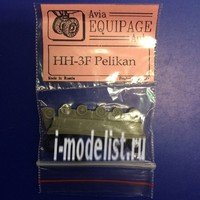 Avia
EQUIPAGE
HH-3F Pelikan
Made in Russia
i-modelist.ru